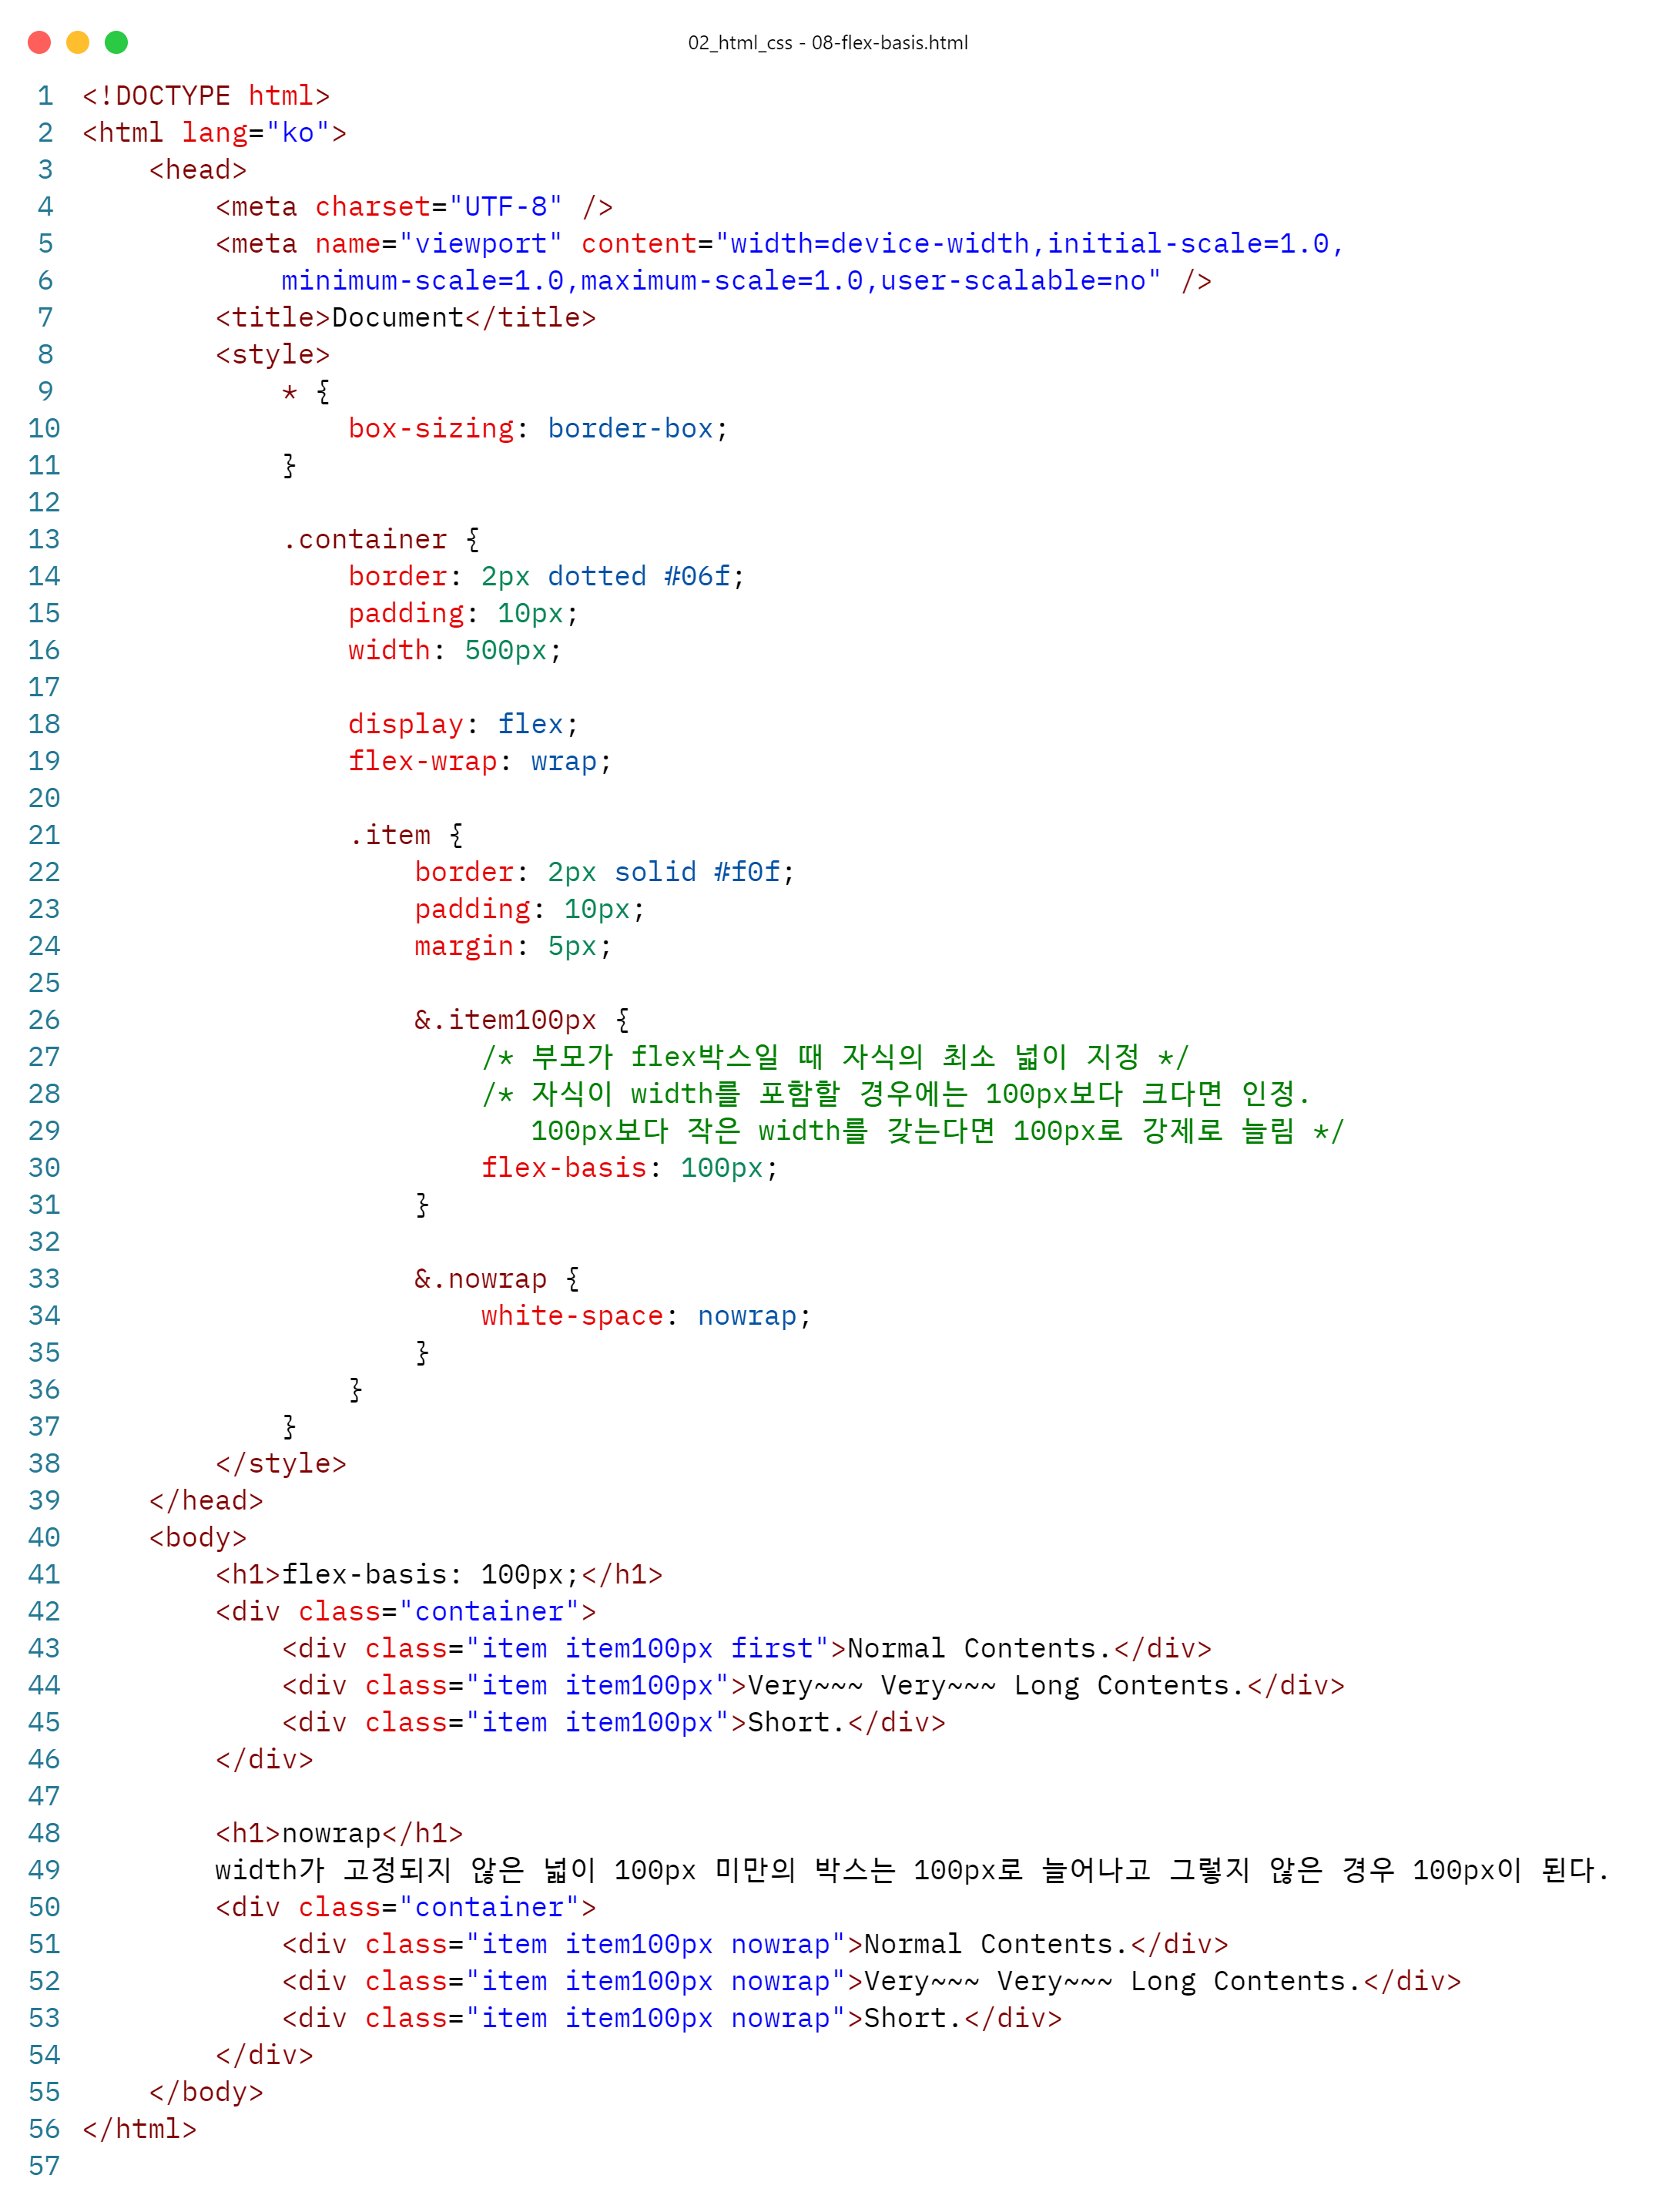 02_html_css - 08-flex-basis.html
1 <!DOCTYPE html>
2 <html lang="ko">
3     <head>
4         <meta charset="UTF-8" />
5         <meta name="viewport" content="width=device-width,initial-scale=1.0,
6             minimum-scale=1.0,maximum-scale=1.0,user-scalable=no" />
7         <title>Document</title>
8         <style>
9             * {
10                 box-sizing: border-box;
11             }
12
13             .container {
14                 border: 2px dotted #06f;
15                 padding: 10px;
16                 width: 500px;
17
18                 display: flex;
19                 flex-wrap: wrap;
20
21                 .item {
22                     border: 2px solid #f0f;
23                     padding: 10px;
24                     margin: 5px;
25
26                     &.item100px {
27                         /* 부모가 flex박스일 때 자식의 최소 넓이 지정 */
28                         /* 자식이 width를 포함할 경우에는 100px보다 크다면 인정.
29                            100px보다 작은 width를 갖는다면 100px로 강제로 늘림 */
30                         flex-basis: 100px;
31                     }
32
33                     &.nowrap {
34                         white-space: nowrap;
35                     }
36                 }
37             }
38         </style>
39     </head>
40     <body>
41         <h1>flex-basis: 100px;</h1>
42         <div class="container">
43             <div class="item item100px first">Normal Contents.</div>
44             <div class="item item100px">Very~~~ Very~~~ Long Contents.</div>
45             <div class="item item100px">Short.</div>
46         </div>
47
48         <h1>nowrap</h1>
49         width가 고정되지 않은 넓이 100px 미만의 박스는 100px로 늘어나고 그렇지 않은 경우 100px이 된다.
50         <div class="container">
51             <div class="item item100px nowrap">Normal Contents.</div>
52             <div class="item item100px nowrap">Very~~~ Very~~~ Long Contents.</div>
53             <div class="item item100px nowrap">Short.</div>
54         </div>
55     </body>
56 </html>
57